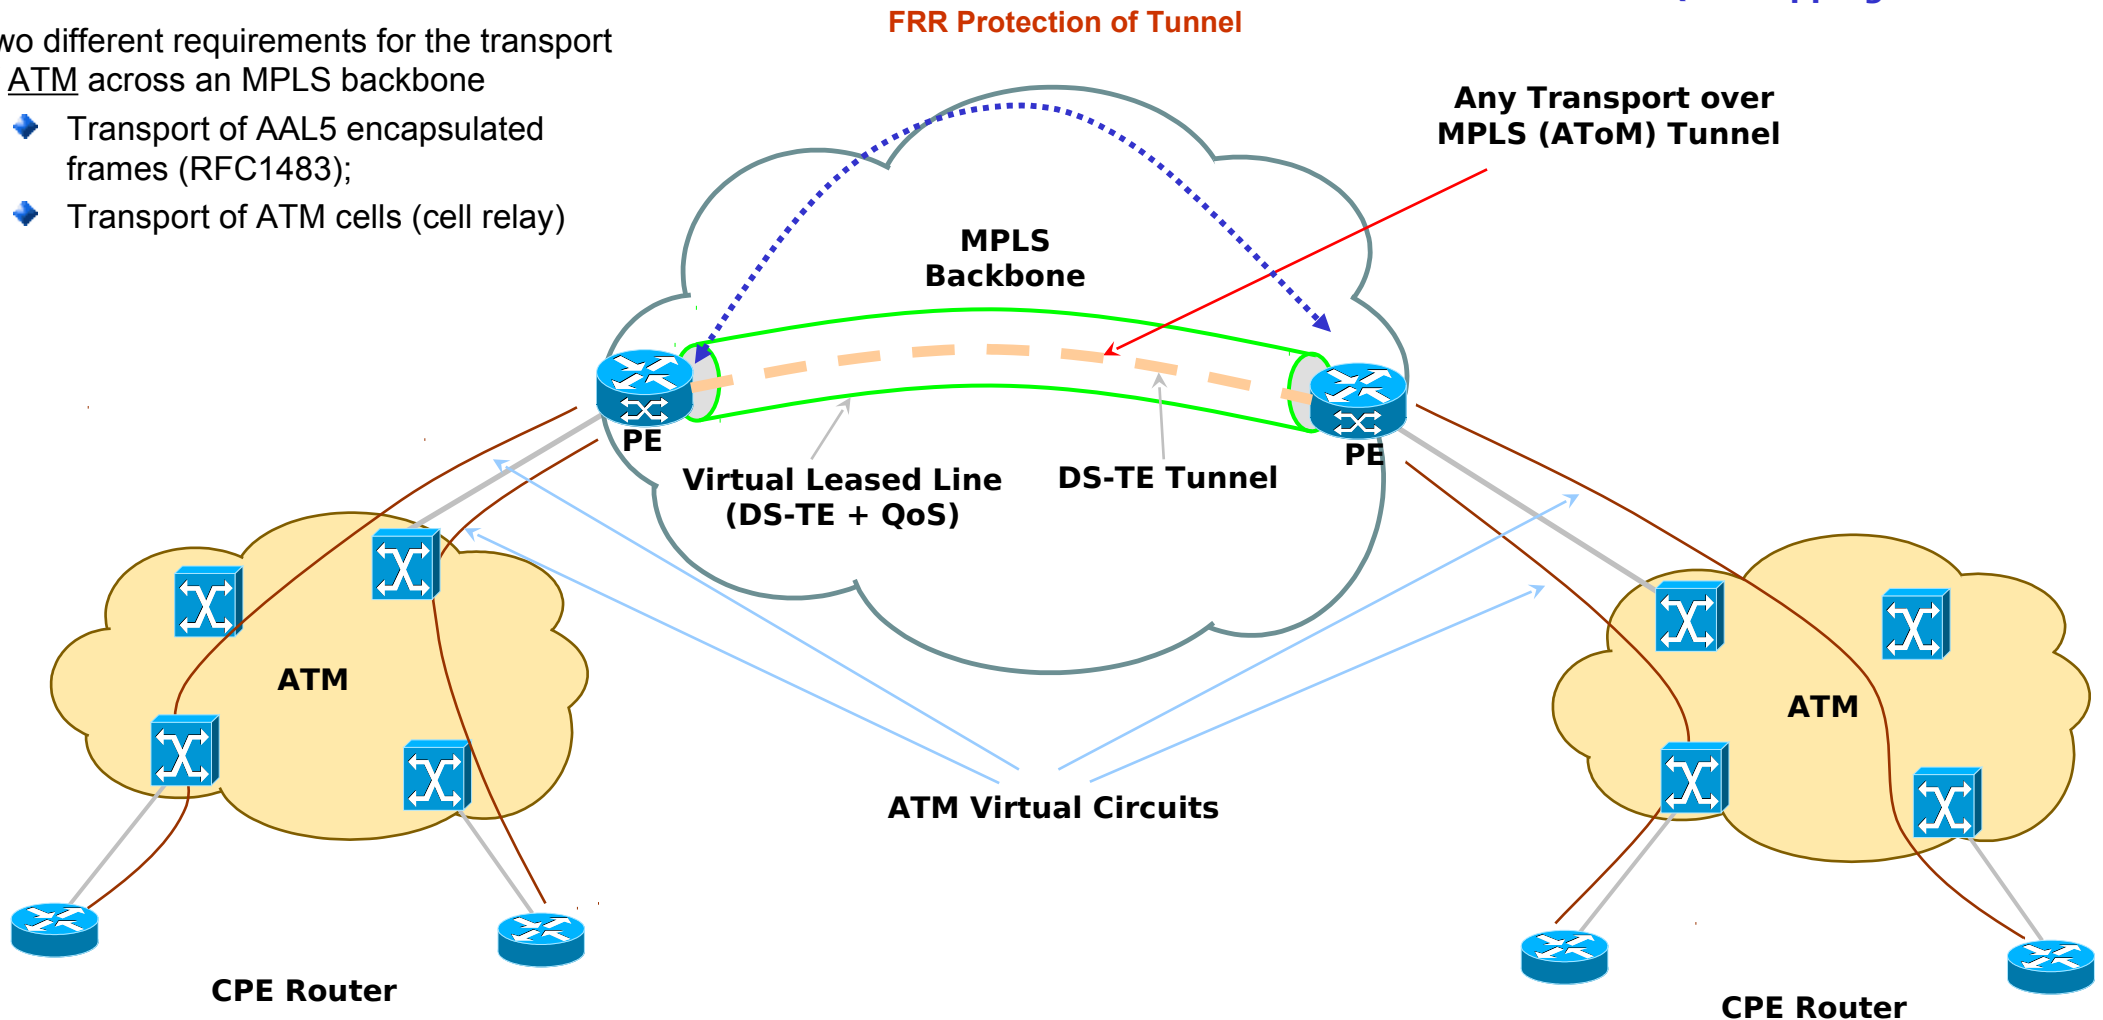 FRR Protection of Tunnel
different requirements for the transport
ATM across an MPLS backbone
Transport of AAL5 encapsulated
frames (RFC1483);
Transport of ATM cells (cell relay)
Any Transport over
MPLS (AToM) Tunnel
MPLS
Backbone
PE
PE
Virtual Leased Line
(DS-TE + QoS)
DS-TE Tunnel
ATM
ATM
ATM Virtual Circuits
CPE Router
CPE Router